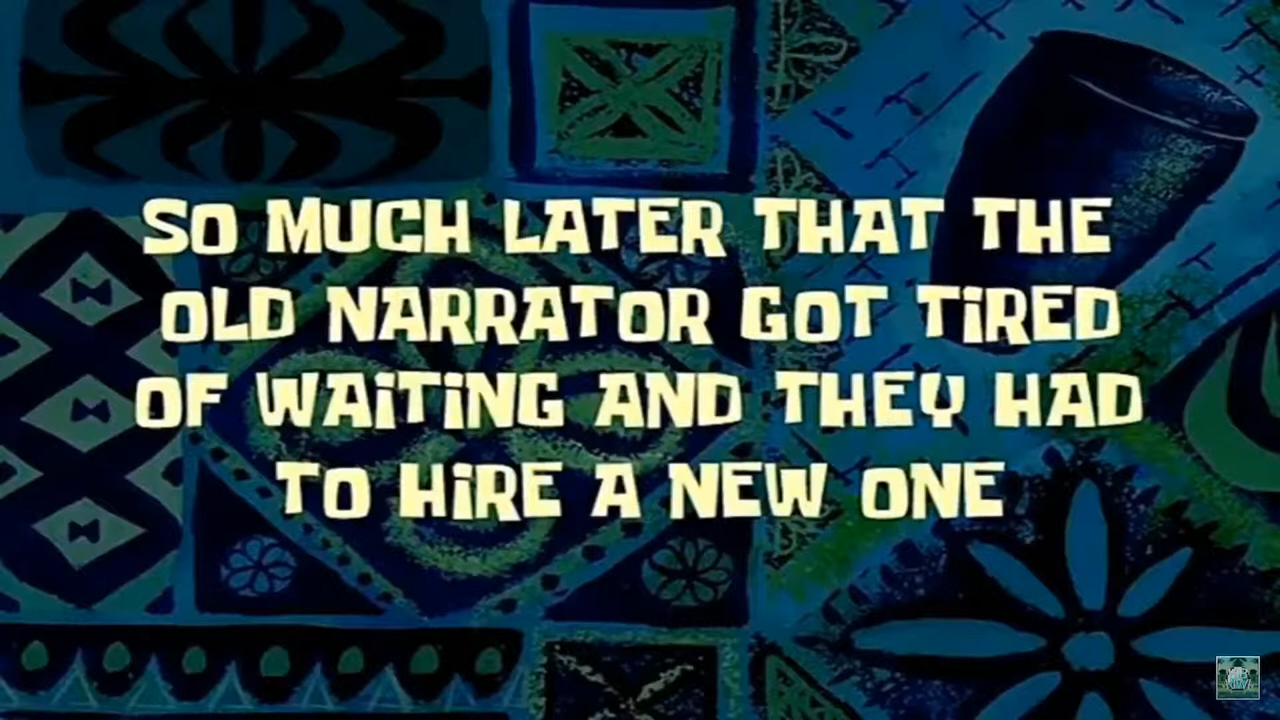 SO MUCH LATER THAT THE
OLD NARRATOR GOT TIRED
OF WAITING AND THEY HAD
TO HIRE A NEW ONE